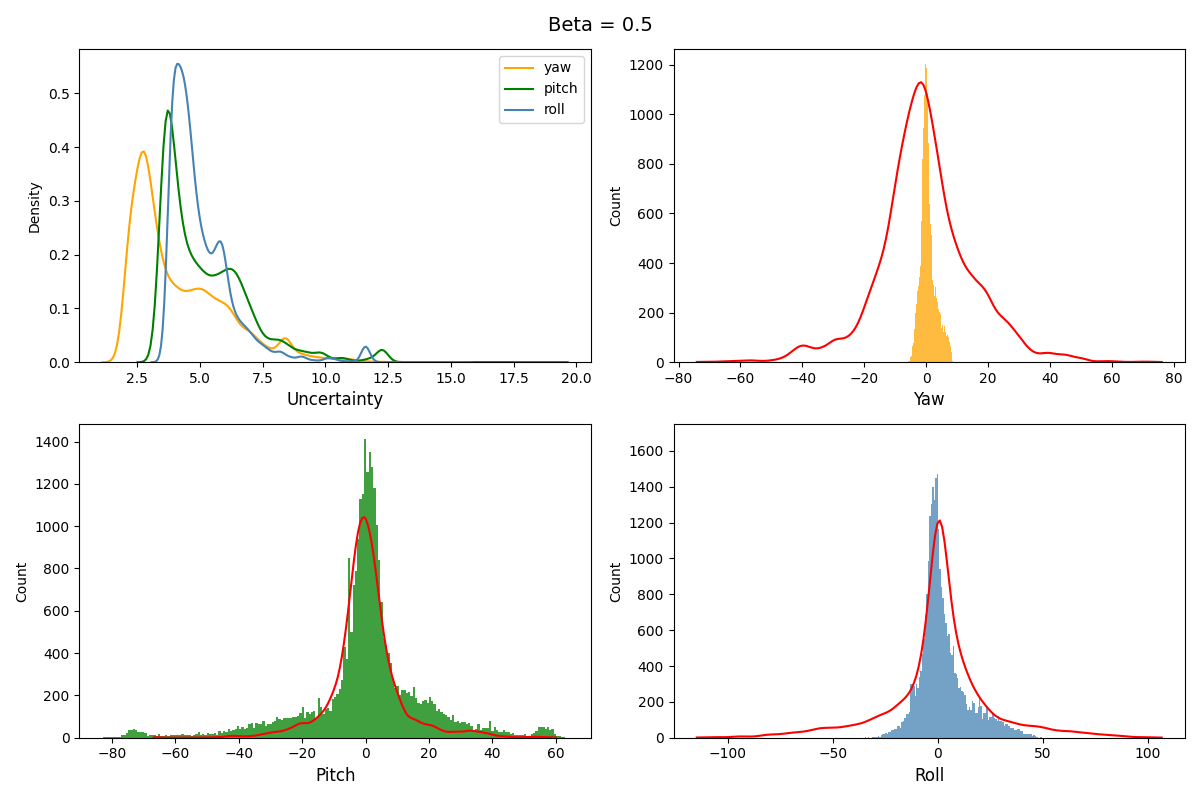 Beta = 0.5
0.5
0.4
0.3
0.2
0.1
0.0
Density
2.5 5.0 7.5 10.0 12.5 15.0 17.5 20.0
Uncertainty
yaw
pitch
roll
1200
1000
800
600
400
200
0
Count
−80 −60 −40 −20 0 20 40 60 80
Yaw
1400
1200
1000
800
600
400
200
0
Count
−80 −60 −40 −20 0 20 40 60
Pitch
1600
1400
1200
1000
800
600
400
200
0
Count
−100 −50 0 50 100
Roll